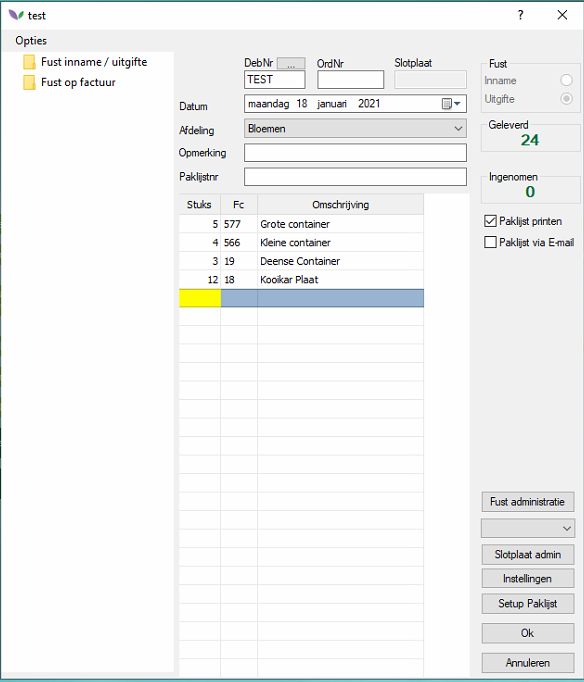 test
?
Opties
Fust inname / uitgifte
Fust op factuur
DebNr ... OrdNr Slotplaat
TEST
Datum maandag 18 januari 2021
Afdeling Bloemen
Opmerking
Paklijstnr
Stuks Fc Omschrijving
5 577 Grote container
4 566 Kleine container
3 19 Deense Container
12 18 Kooikar Plaat
Fust
Inname
Uitgifte
Geleverd
24
Ingenomen
0
Paklijst printen
Paklijst via E-mail
Fust administratie
Slotplaat admin
Instellingen
Setup Paklijst
Ok
Annuleren